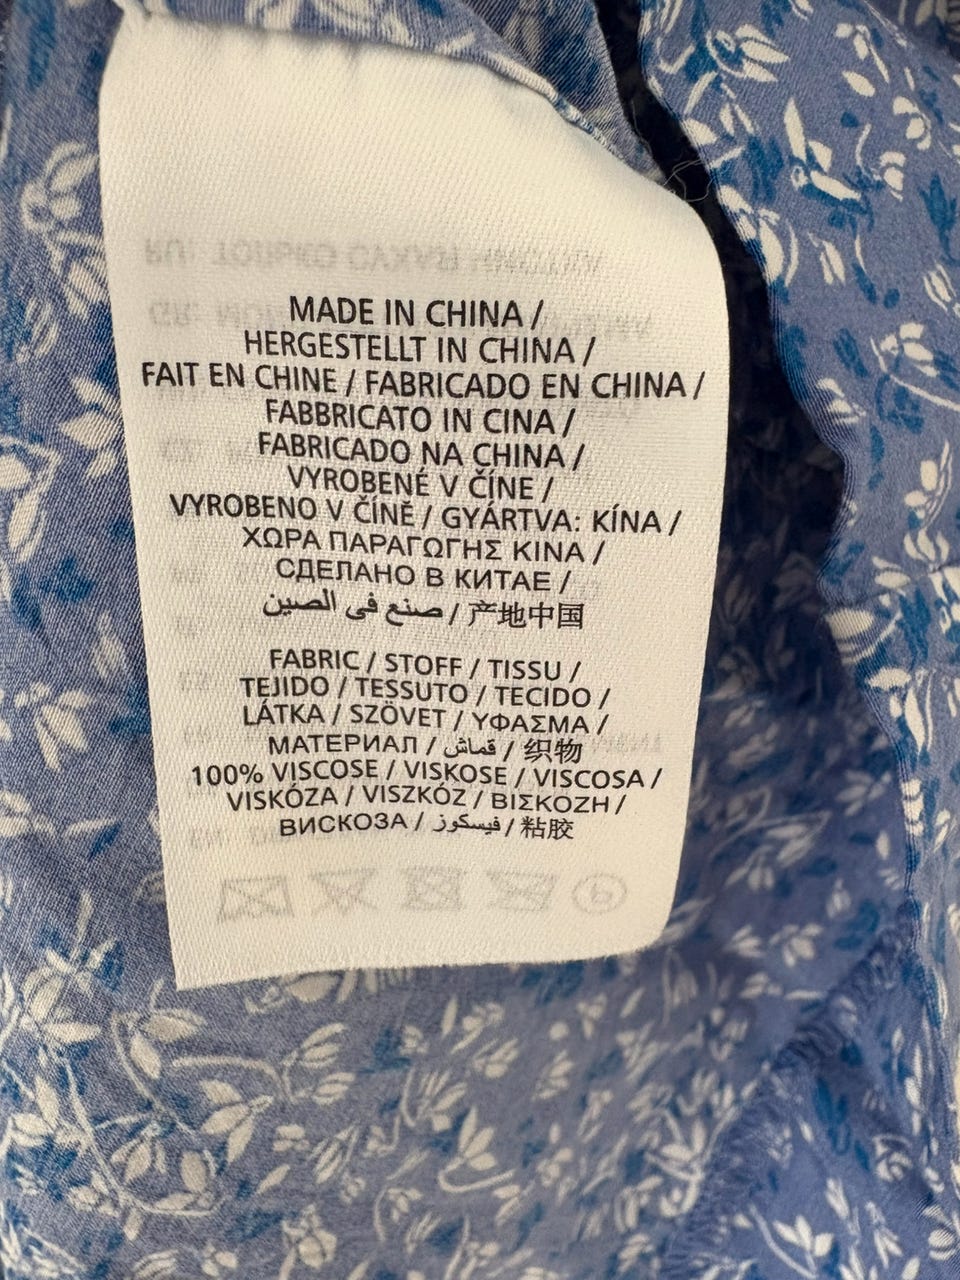 MADE IN CHINA /
HERGESTELLT IN CHINA /
FAIT EN CHINE / FABRICADO EN CHINA /
FABBRICATO IN CINA /
FABRICADO NA CHINA /
VYROBENÉ V ČÍNE /
VYROBENO V ČÍNĚ / GYÁRTVA: KÍNA /
ΧΩΡΑ ΠΑΡΑΓΩΓΗΣ ΚΙΝΑ /
СДЕЛАНО В КИТАЕ /
صنع في الصين / 产地中国
FABRIC / STOFF / TISSU /
TEJIDO / TESSUTO / TECIDO /
LÁTKA / SZÖVET / ΥΦΑΣΜΑ /
МАТЕРИАЛ / قماش / 织物
100% VISCOSE / VISKOSE / VISCOSA /
VISKÓZA / VISZKÓZ / ΒΙΣΚΟΖΗ /
ВИСКОЗА / فيسكوز / 粘胶